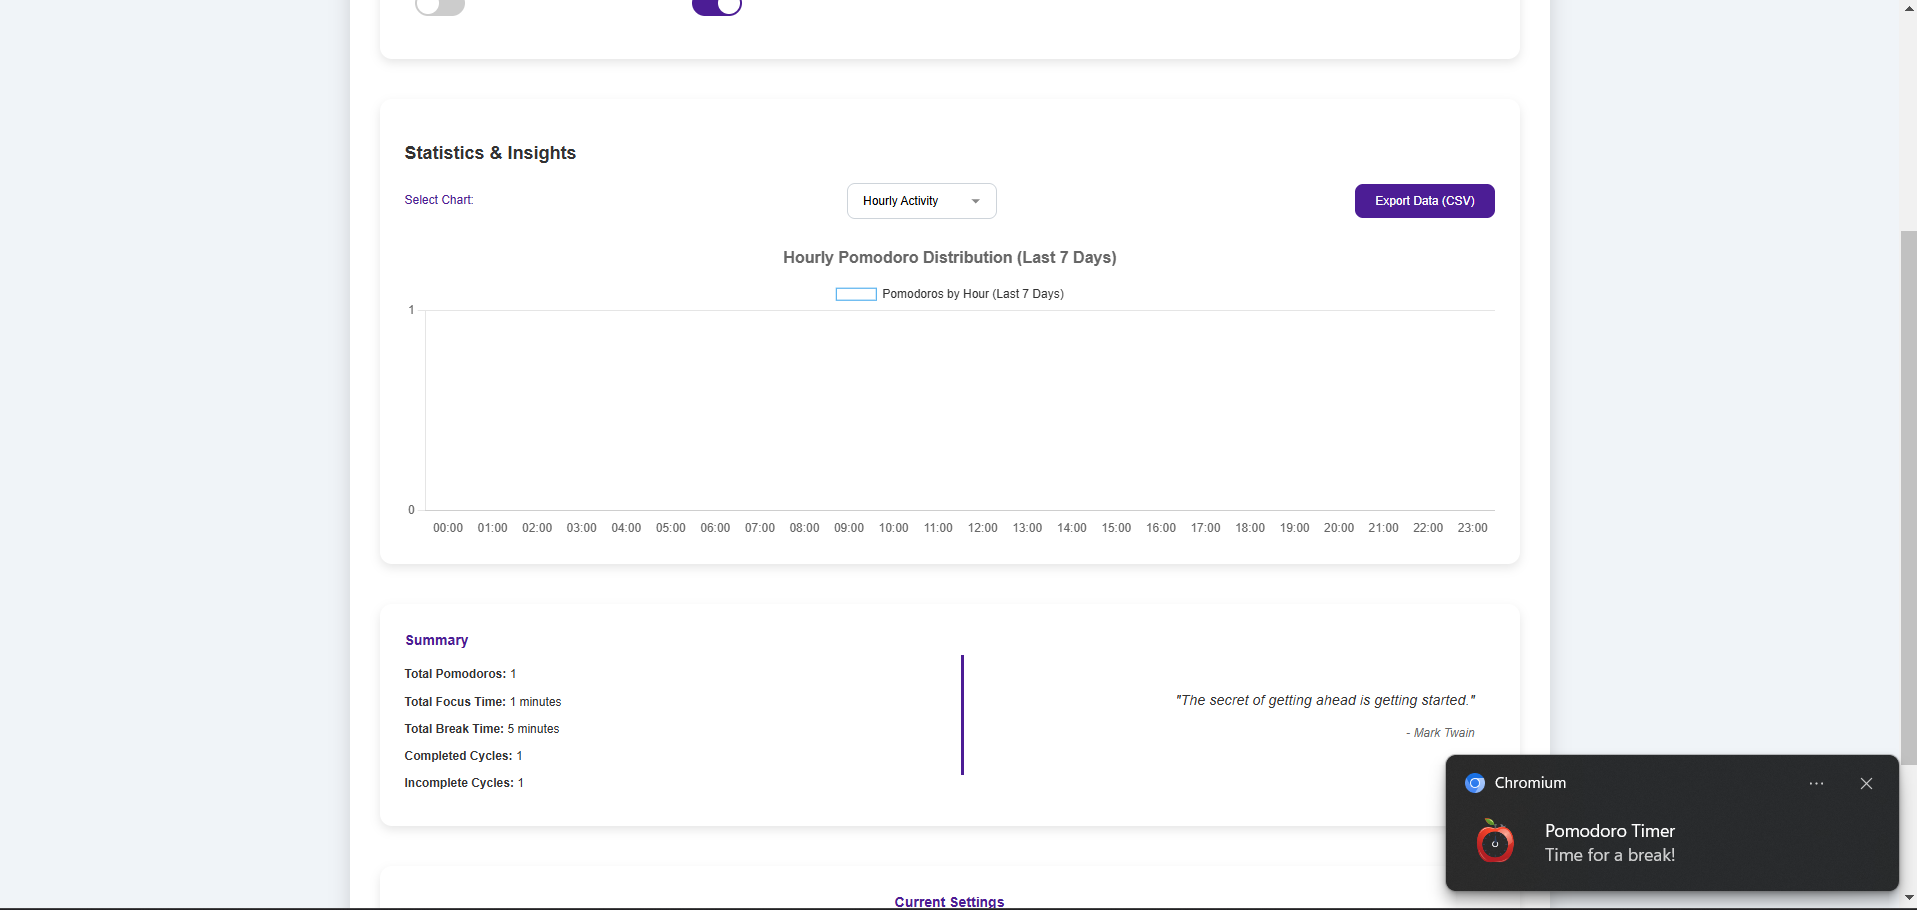 Statistics & Insights
Select Chart:
Hourly Activity
Export Data (CSV)
Hourly Pomodoro Distribution (Last 7 Days)
Pomodoros by Hour (Last 7 Days)
1
0
00:00 01:00 02:00 03:00 04:00 05:00 06:00 07:00 08:00 09:00 10:00 11:00 12:00 13:00 14:00 15:00 16:00 17:00 18:00 19:00 20:00 21:00 22:00 23:00
Summary
Total Pomodoros: 1
Total Focus Time: 1 minutes
Total Break Time: 5 minutes
Completed Cycles: 1
Incomplete Cycles: 1
"The secret of getting ahead is getting started."
- Mark Twain
Chromium
Pomodoro Timer
Time for a break!
Current Settings